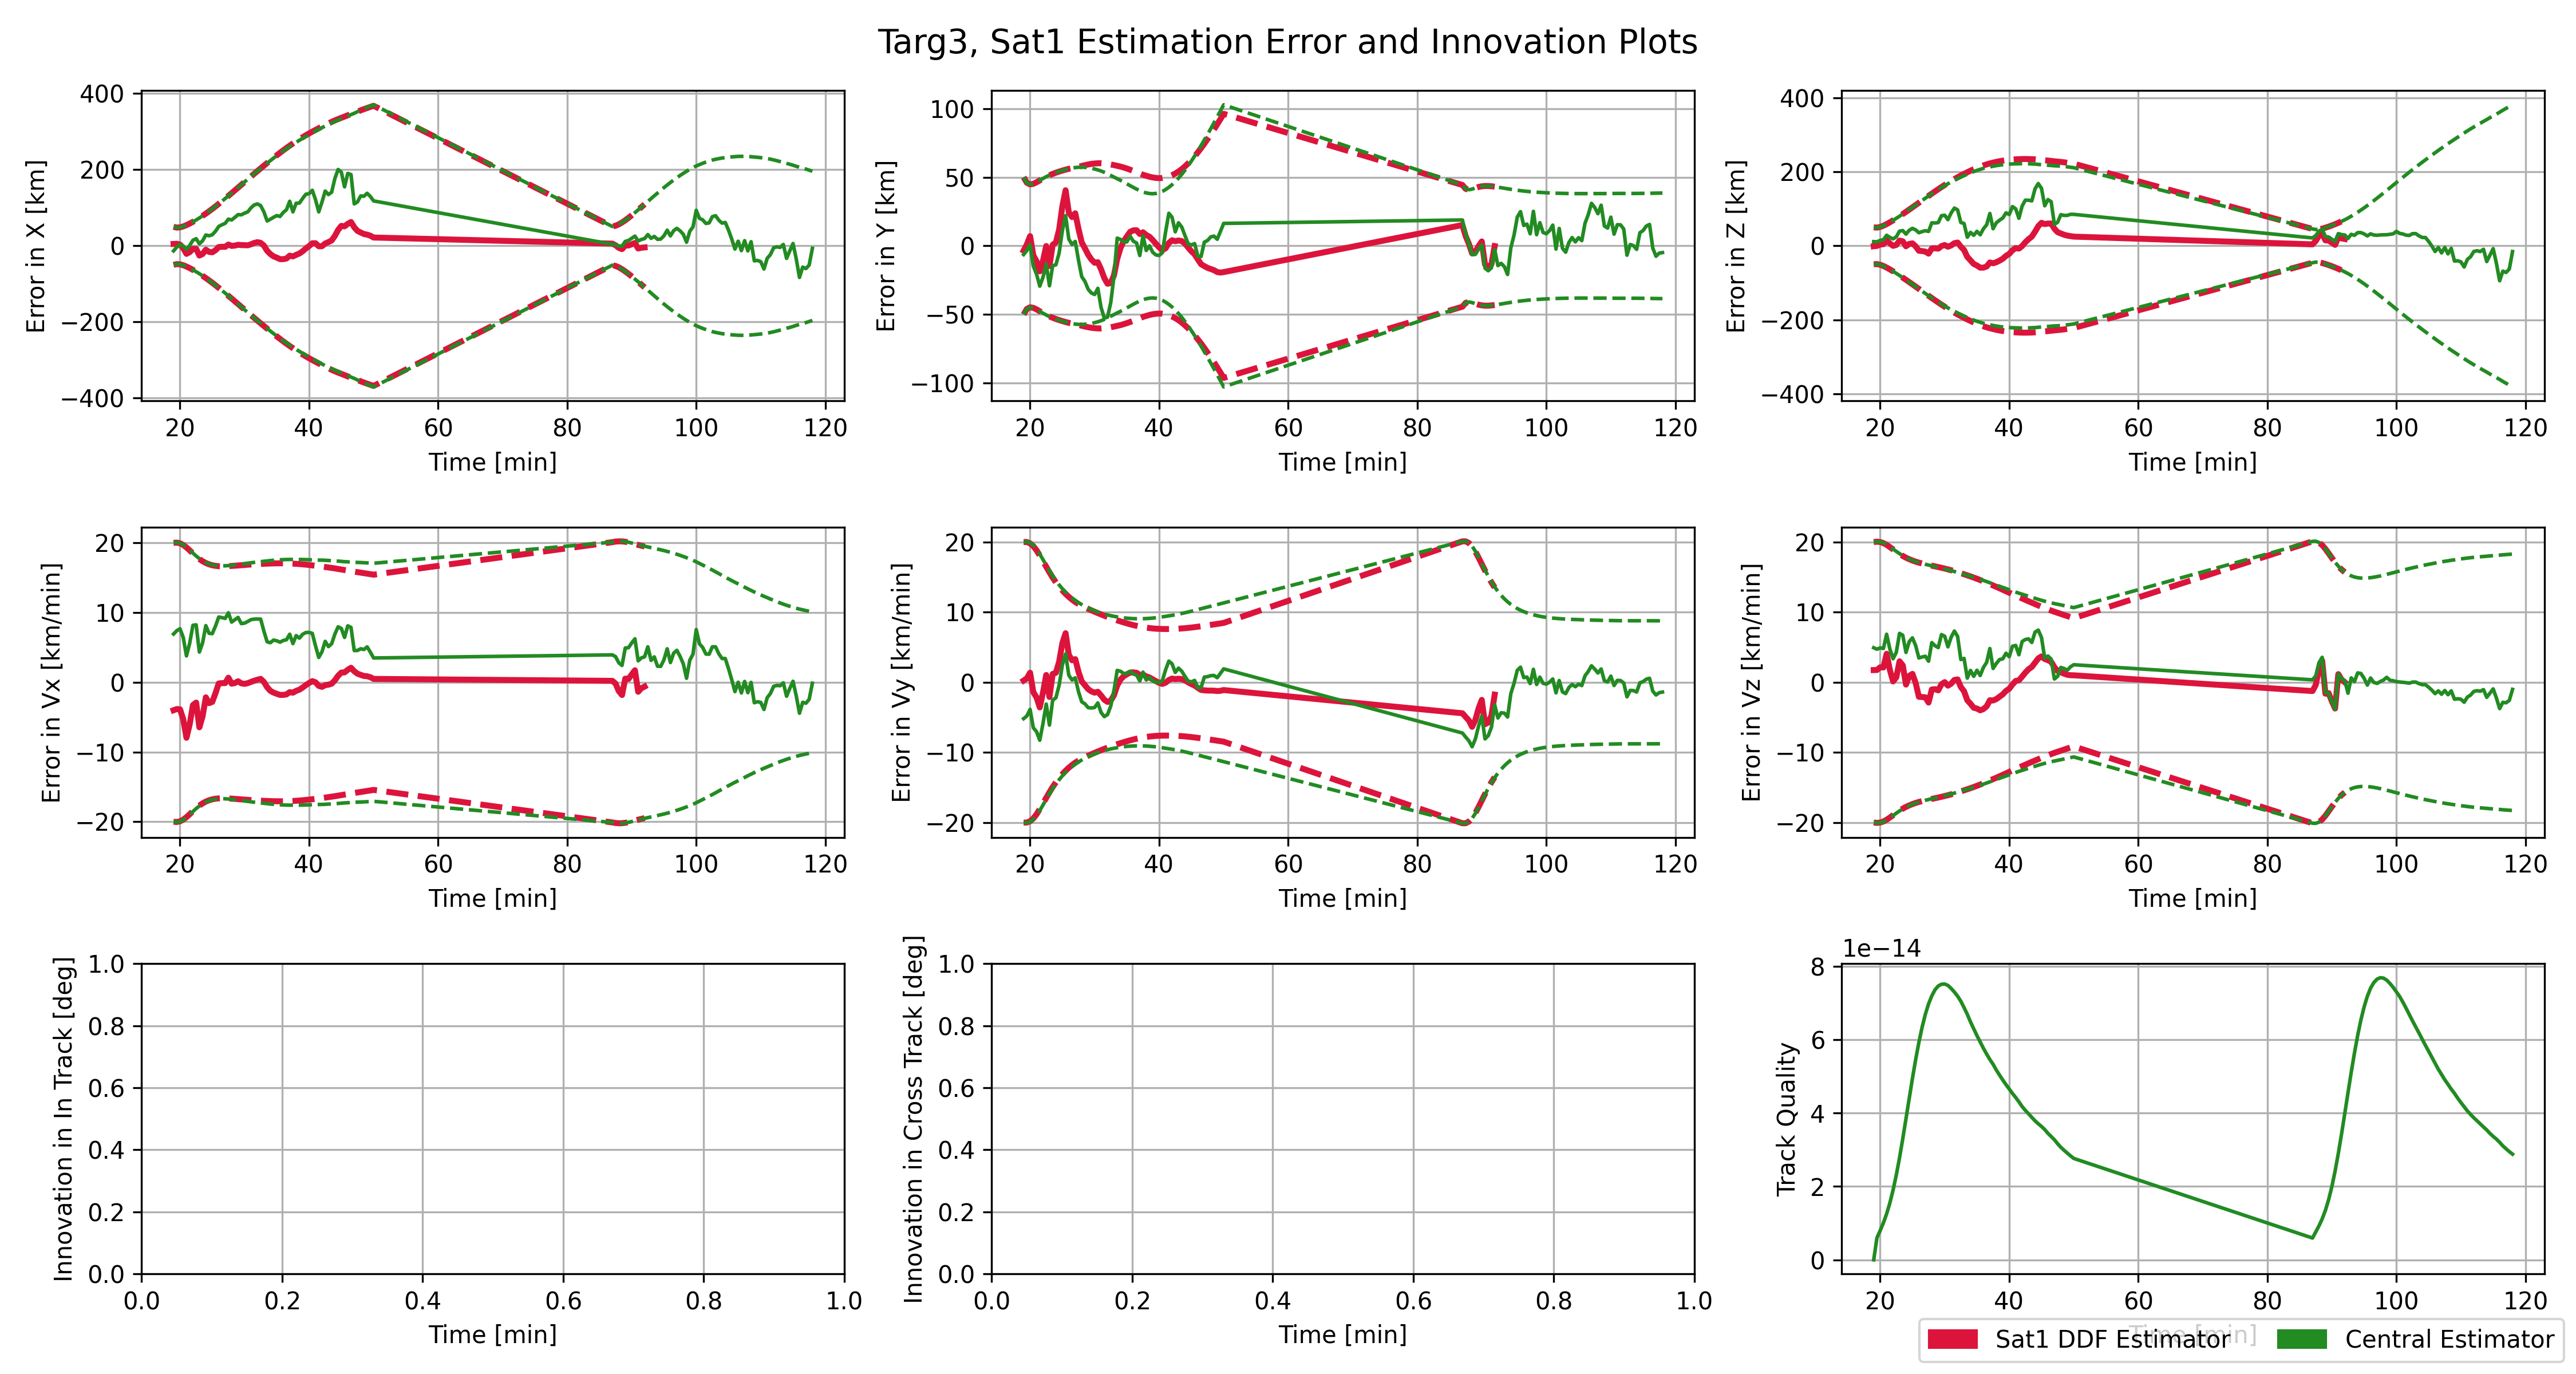 Targ3, Sat1 Estimation Error and Innovation Plots
Error in X [km]
400
200
0
−200
−400
20 40 60 80 100 120
Time [min]
Error in Y [km]
100
50
0
−50
−100
20 40 60 80 100 120
Time [min]
Error in Z [km]
400
200
0
−200
−400
20 40 60 80 100 120
Time [min]
Error in Vx [km/min]
20
10
0
−10
−20
20 40 60 80 100 120
Time [min]
Error in Vy [km/min]
20
10
0
−10
−20
20 40 60 80 100 120
Time [min]
Error in Vz [km/min]
20
10
0
−10
−20
20 40 60 80 100 120
Time [min]
Innovation in In Track [deg]
1.0
0.8
0.6
0.4
0.2
0.0
0.0 0.2 0.4 0.6 0.8 1.0
Time [min]
Innovation in Cross Track [deg]
1.0
0.8
0.6
0.4
0.2
0.0
0.0 0.2 0.4 0.6 0.8 1.0
Time [min]
1e−14
Track Quality
8
6
4
2
0
20 40 60 80 100 120
Time [min]
Sat1 DDF Estimator
Central Estimator